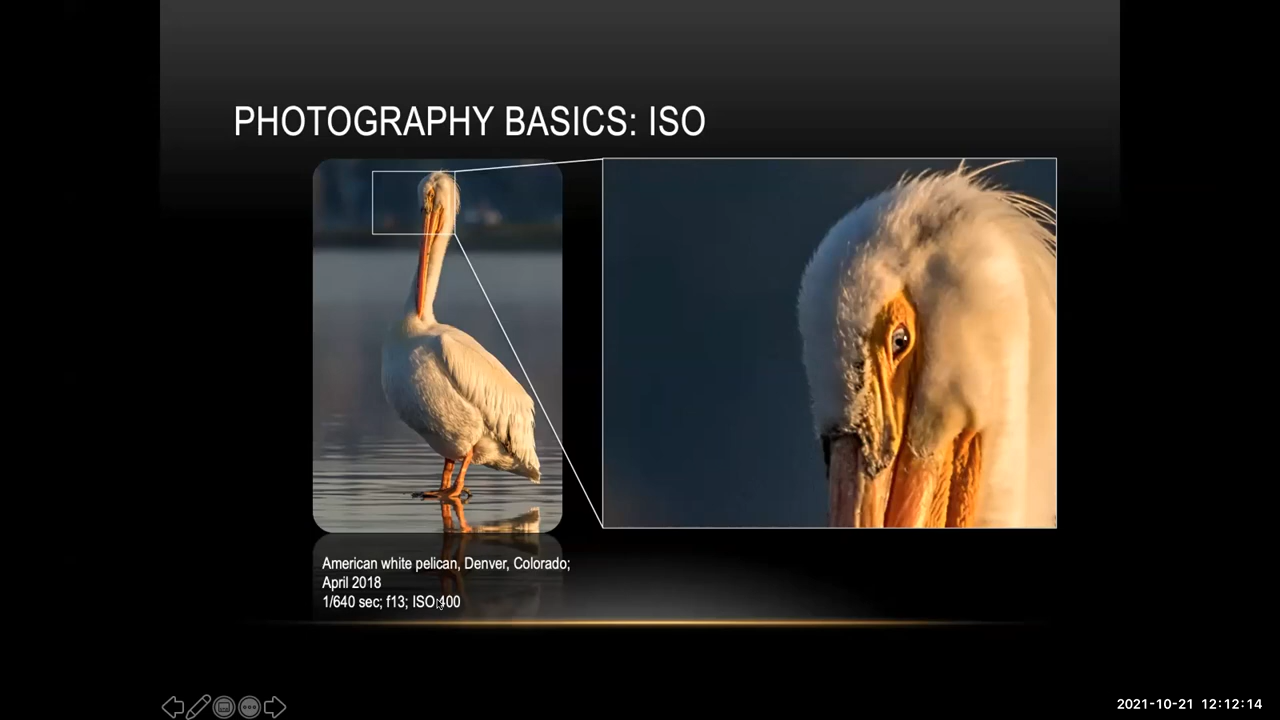 PHOTOGRAPHY BASICS: ISO
American white pelican, Denver, Colorado;
April 2018
1/640 sec; f13; ISO 400
2021-10-21 12:12:14